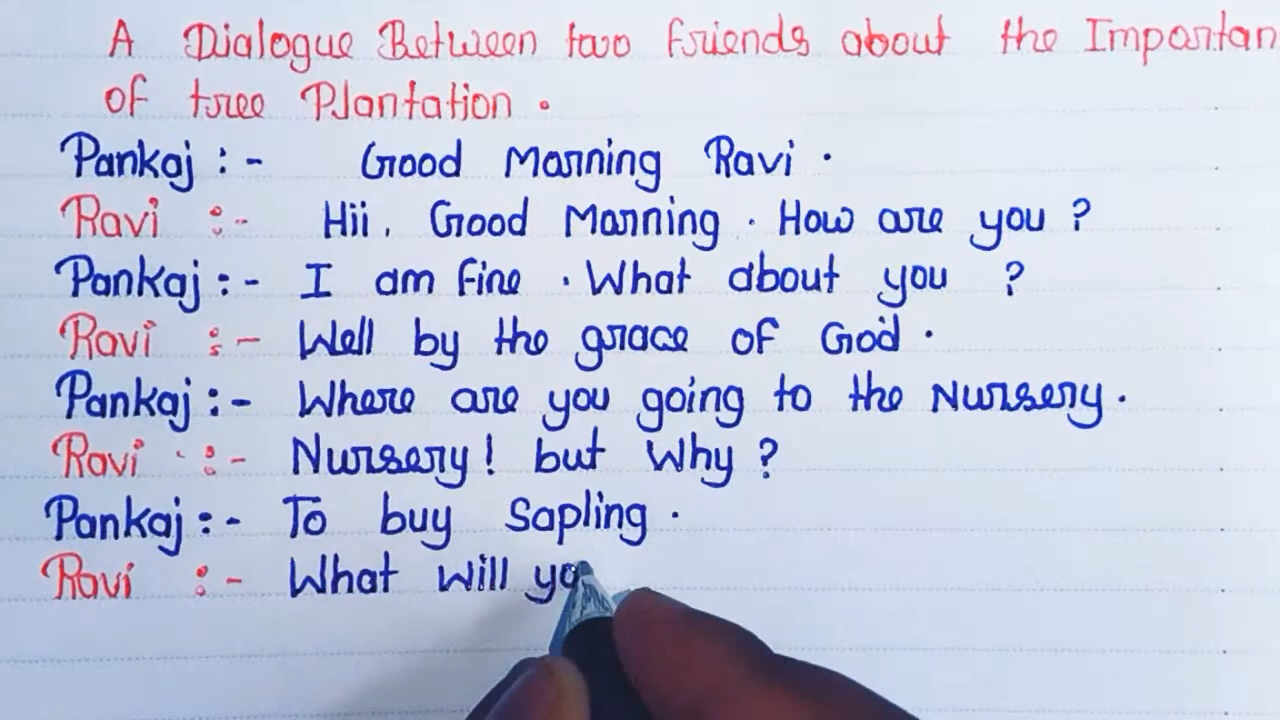 A Dialogue Between two friends about the Importan
of tree Plantation.
Pankaj :- Good Morning Ravi.
Ravi :- Hii, Good Morning. How are you?
Pankaj :- I am fine. What about you ?
Ravi :- Well by the grace of God.
Pankaj :- Where are you going to the Nursery.
Ravi :- Nursery! but Why?
Pankaj :- To buy Sapling.
Ravi :- What will yo